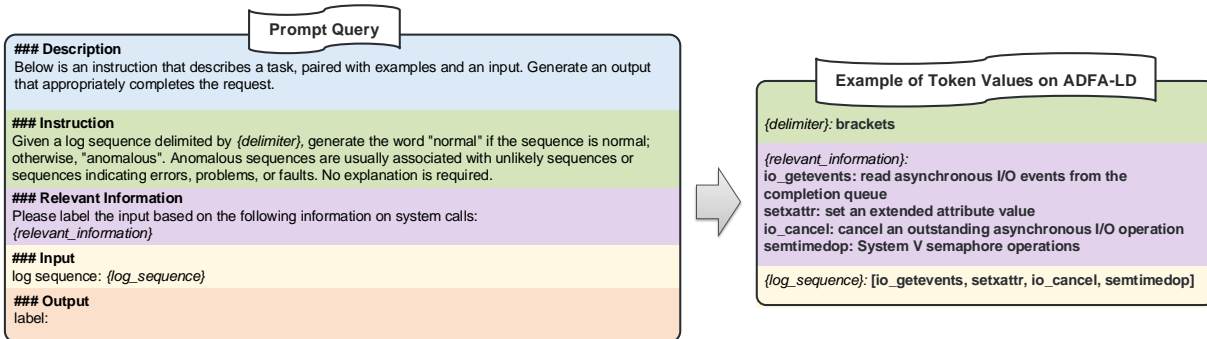 Prompt Query
### Description
Below is an instruction that describes a task, paired with examples and an input. Generate an output
that appropriately completes the request.
### Instruction
Given a log sequence delimited by {delimiter}, generate the word "normal" if the sequence is normal;
otherwise, "anomalous". Anomalous sequences are usually associated with unlikely sequences or
sequences indicating errors, problems, or faults. No explanation is required.
### Relevant Information
Please label the input based on the following information on system calls:
{relevant_information}
### Input
log sequence: {log_sequence}
### Output
label:
Example of Token Values on ADFA-LD
{delimiter}: brackets
{relevant_information}:
io_getevents: read asynchronous I/O events from the
completion queue
setxattr: set an extended attribute value
io_cancel: cancel an outstanding asynchronous I/O operation
semtimedop: System V semaphore operations
{log_sequence}: [io_getevents, setxattr, io_cancel, semtimedop]